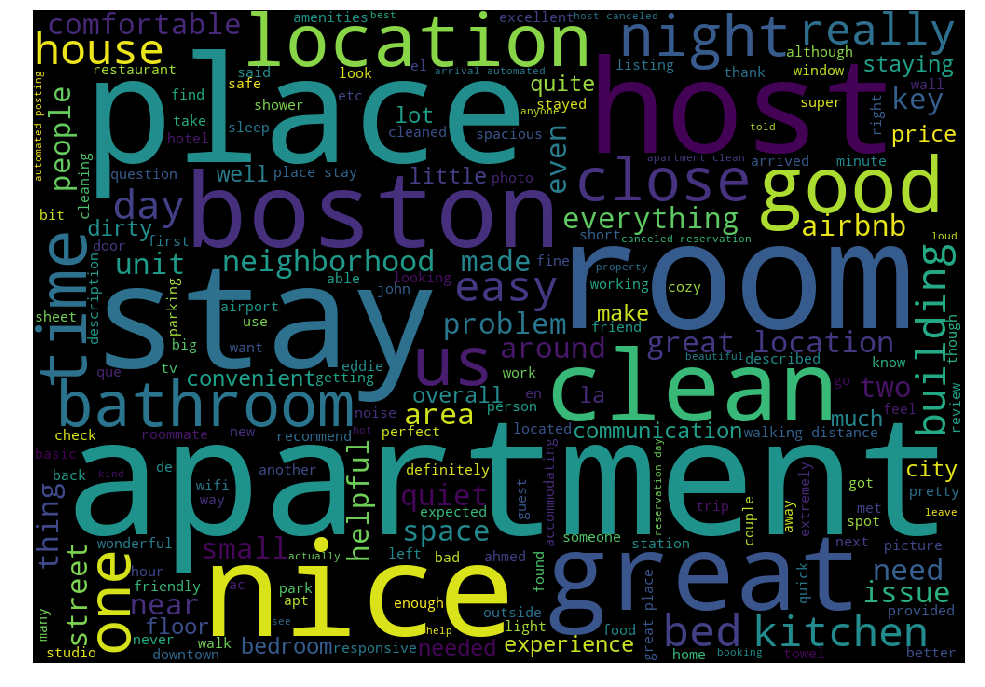 comfortable
amenities
best
excellent
host canceled
house
location
night
really
restaurant
said
look
el
arrival automated
quite
listing
although
thank
window
staying
automated posting
place
find
take
safe
shower
etc
lot
stayed
anyone
host
super
right
wall
key
price
people
hotel
sleep
cleaned
spacious
told
cleaning
question
well
place stay
little
photo
even
apartment clean
arrived
minute
close
good
bit
day
boston
everything
airbnb
dirty
door
first
short
canceled reservation
loud
time
unit
neighborhood
made
fine
room
building
able
looking
property
sheet
description
parking
airport
john
easy
working
cozy
stay
use
make
though
big
want
problem
friend
great location
que
tv
convenient
getting
eddie
us
around
work
beautiful
described
know
clean
go
two
bathroom
overall
en
la
feel
review
area
person
much
check
roommate
new
noise
recommend
hot
perfect
located
communication
walking distance
basic
back
kind
de
wifi
another
helpful
definitely
accommodating
reservation day
extremely
city
got
pretty
apartment
thing
way
quiet
expected
guest
trip
couple
away
met
spot
leave
wonderful
space
someone
station
next
picture
street
one
small
actually
left
bad
ahmed
found
great
need
hour
friendly
ac
nice
park
apt
enough
outside
quick
provided
issue
many
near
floor
never
walk
see
help
light
food
great place
bed
kitchen
studio
downtown
bedroom
responsive
needed
experience
home
booking
towel
better